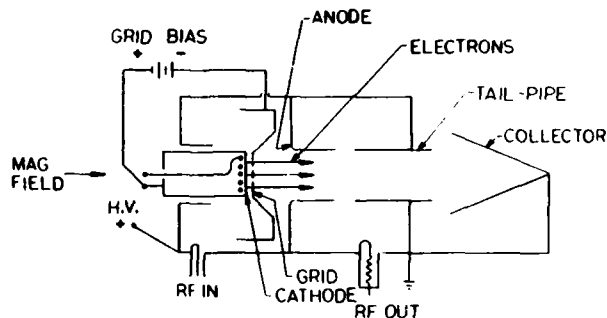 ANODE
GRID BIAS
+ -
ELECTRONS
TAIL-PIPE
COLLECTOR
MAG
FIELD
H.V.
+
GRID
CATHODE
RF IN
RF OUT